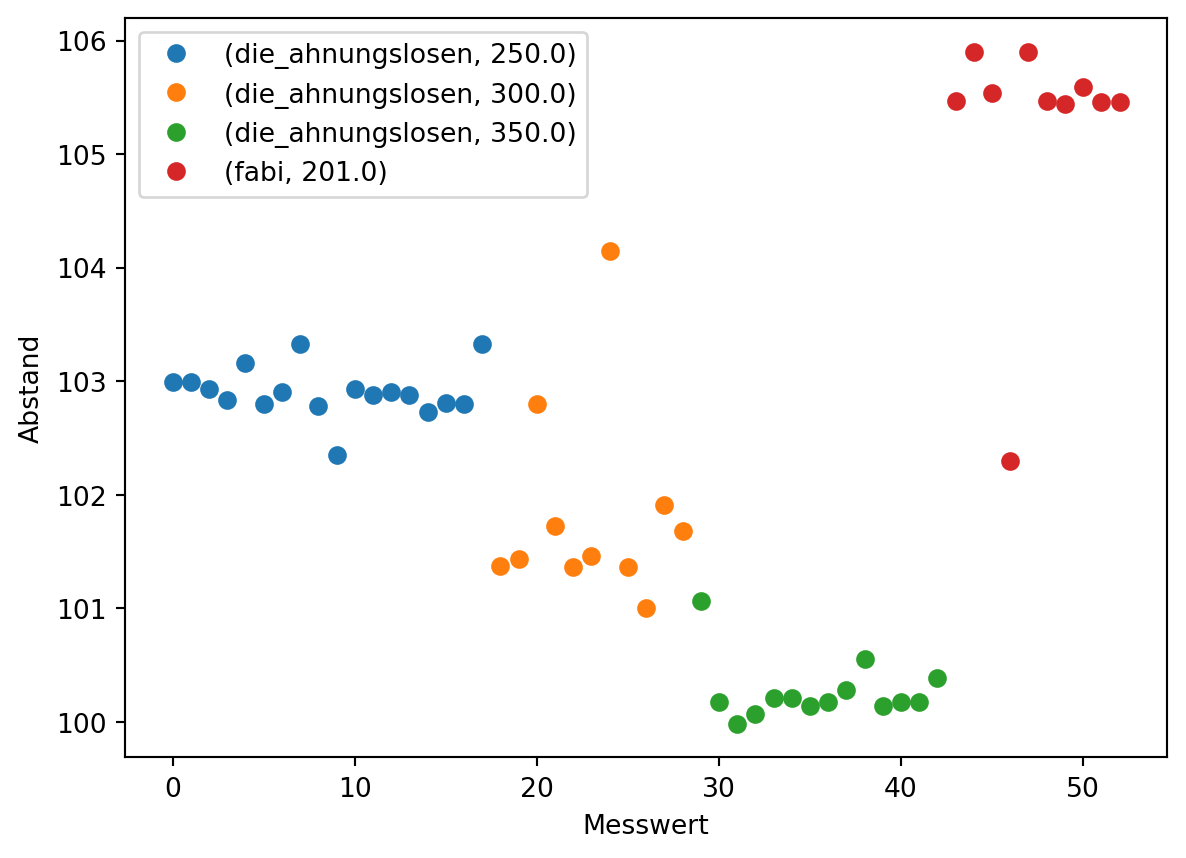 (die_ahnungslosen, 250.0)
(die_ahnungslosen, 300.0)
(die_ahnungslosen, 350.0)
(fabi, 201.0)
106
105
104
103
102
101
100
Abstand
0 10 20 30 40 50
Messwert